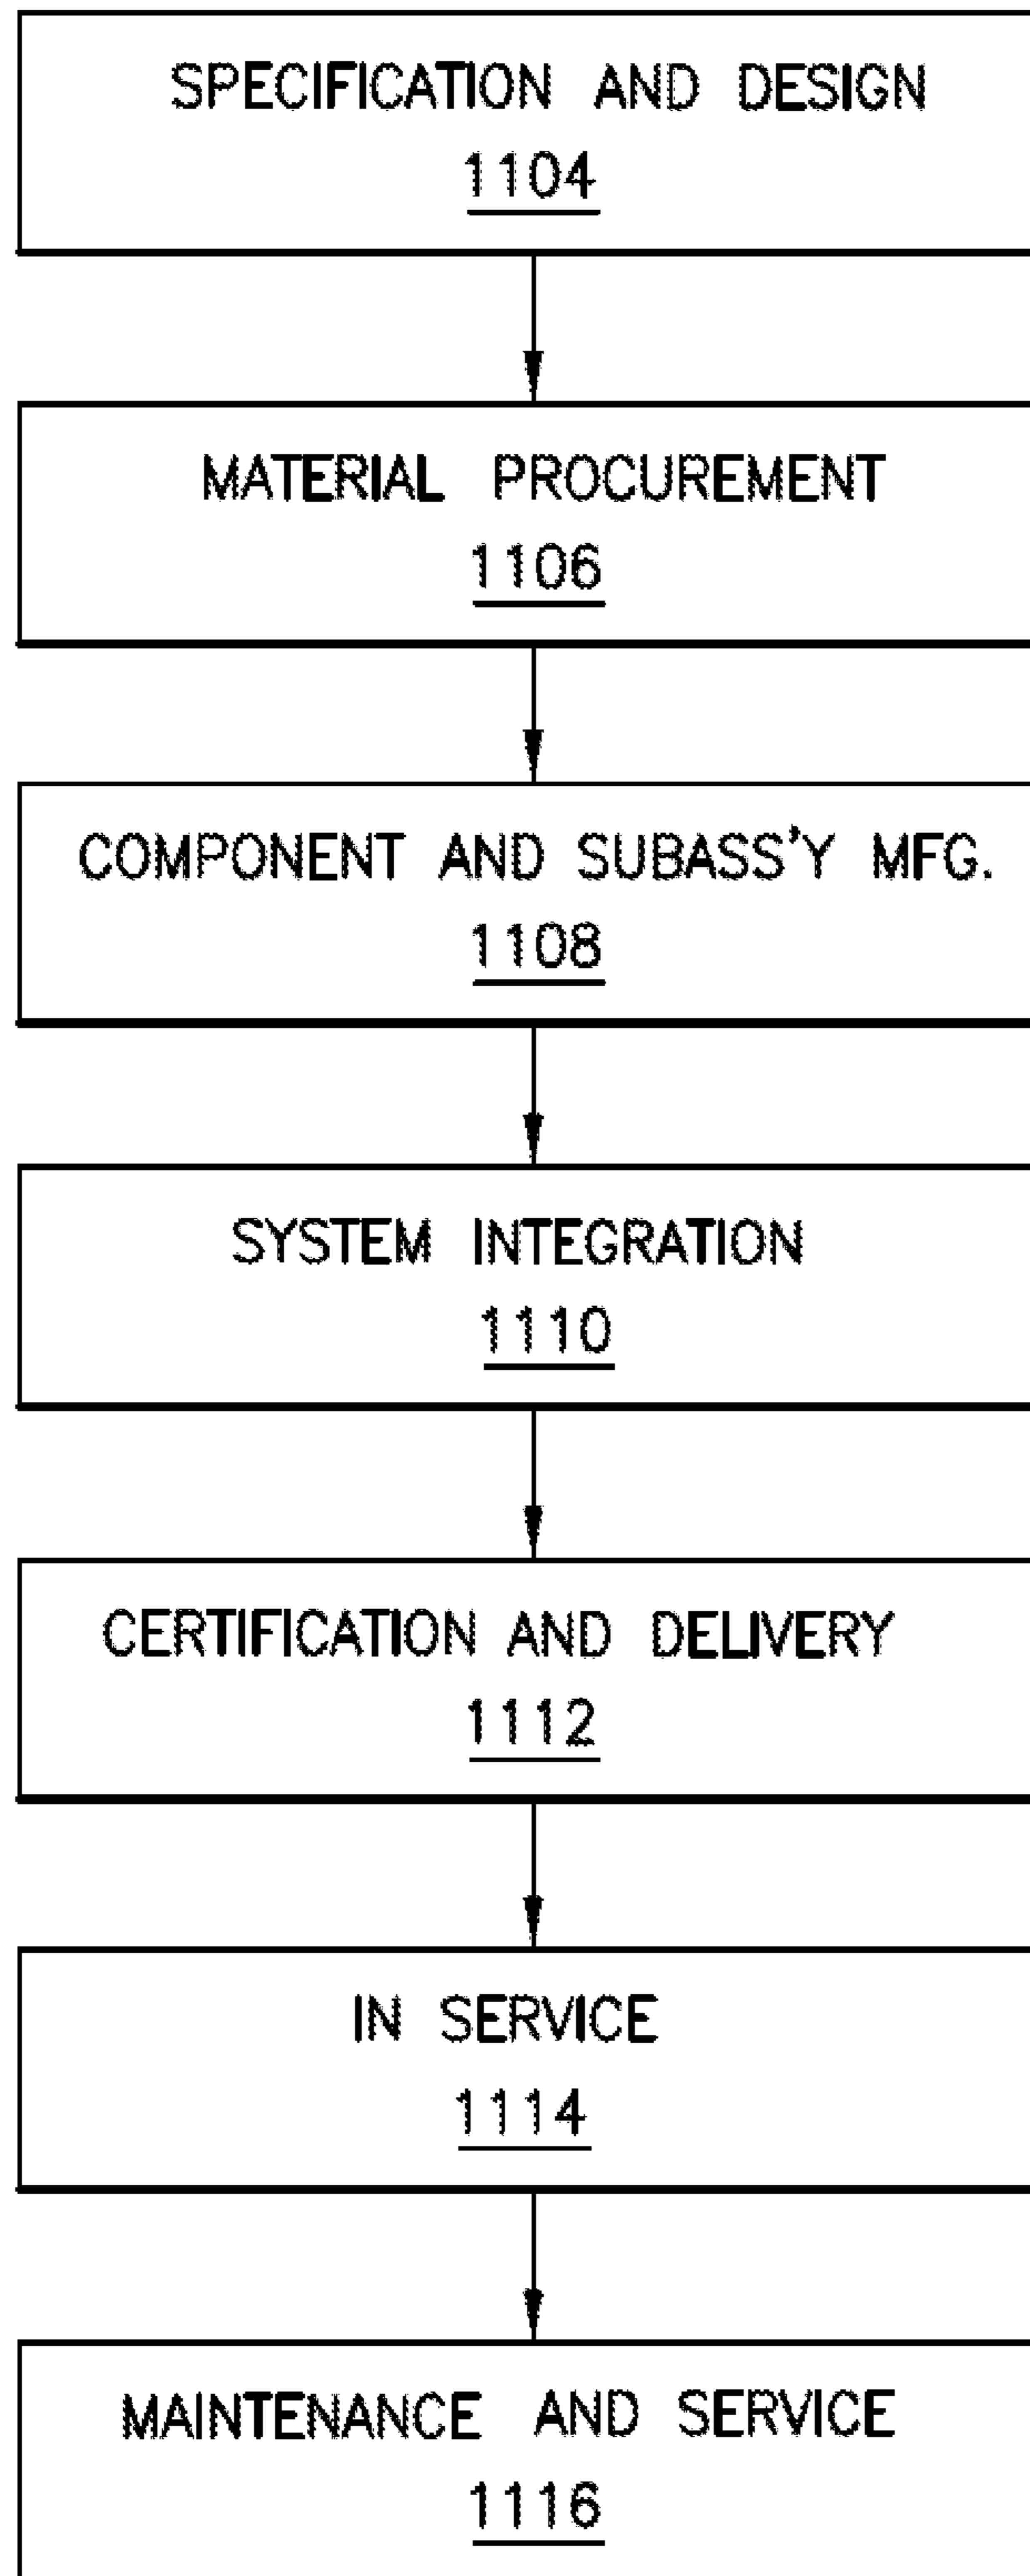 SPECIFICATION AND DESIGN
1104
MATERIAL PROCUREMENT
1106
COMPONENT AND SUBASS'Y MFG.
1108
SYSTEM INTEGRATION
1110
CERTIFICATION AND DELIVERY
1112
IN SERVICE
1114
MAINTENANCE AND SERVICE
1116